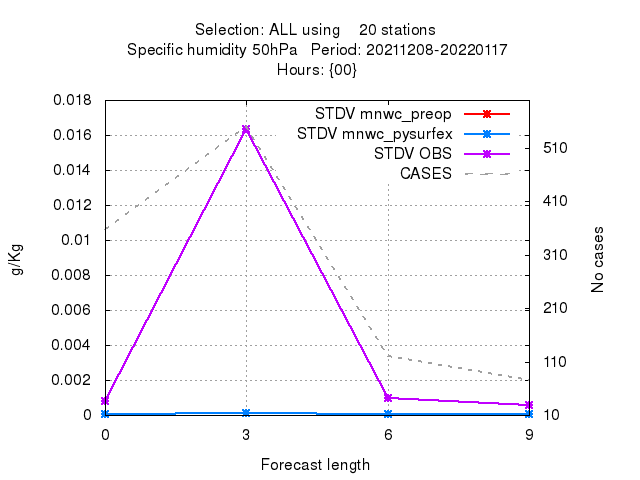 Selection: ALL using 20 stations
Specific humidity 50hPa Period: 20211208-20220117
Hours: {00}
STDV mnwc_preop
STDV mnwc_pysurfex
STDV OBS
CASES
g/Kg
0.018
0.016
0.014
0.012
0.01
0.008
0.006
0.004
0.002
0
No cases
510
410
310
210
110
10
0 3 6 9
Forecast length